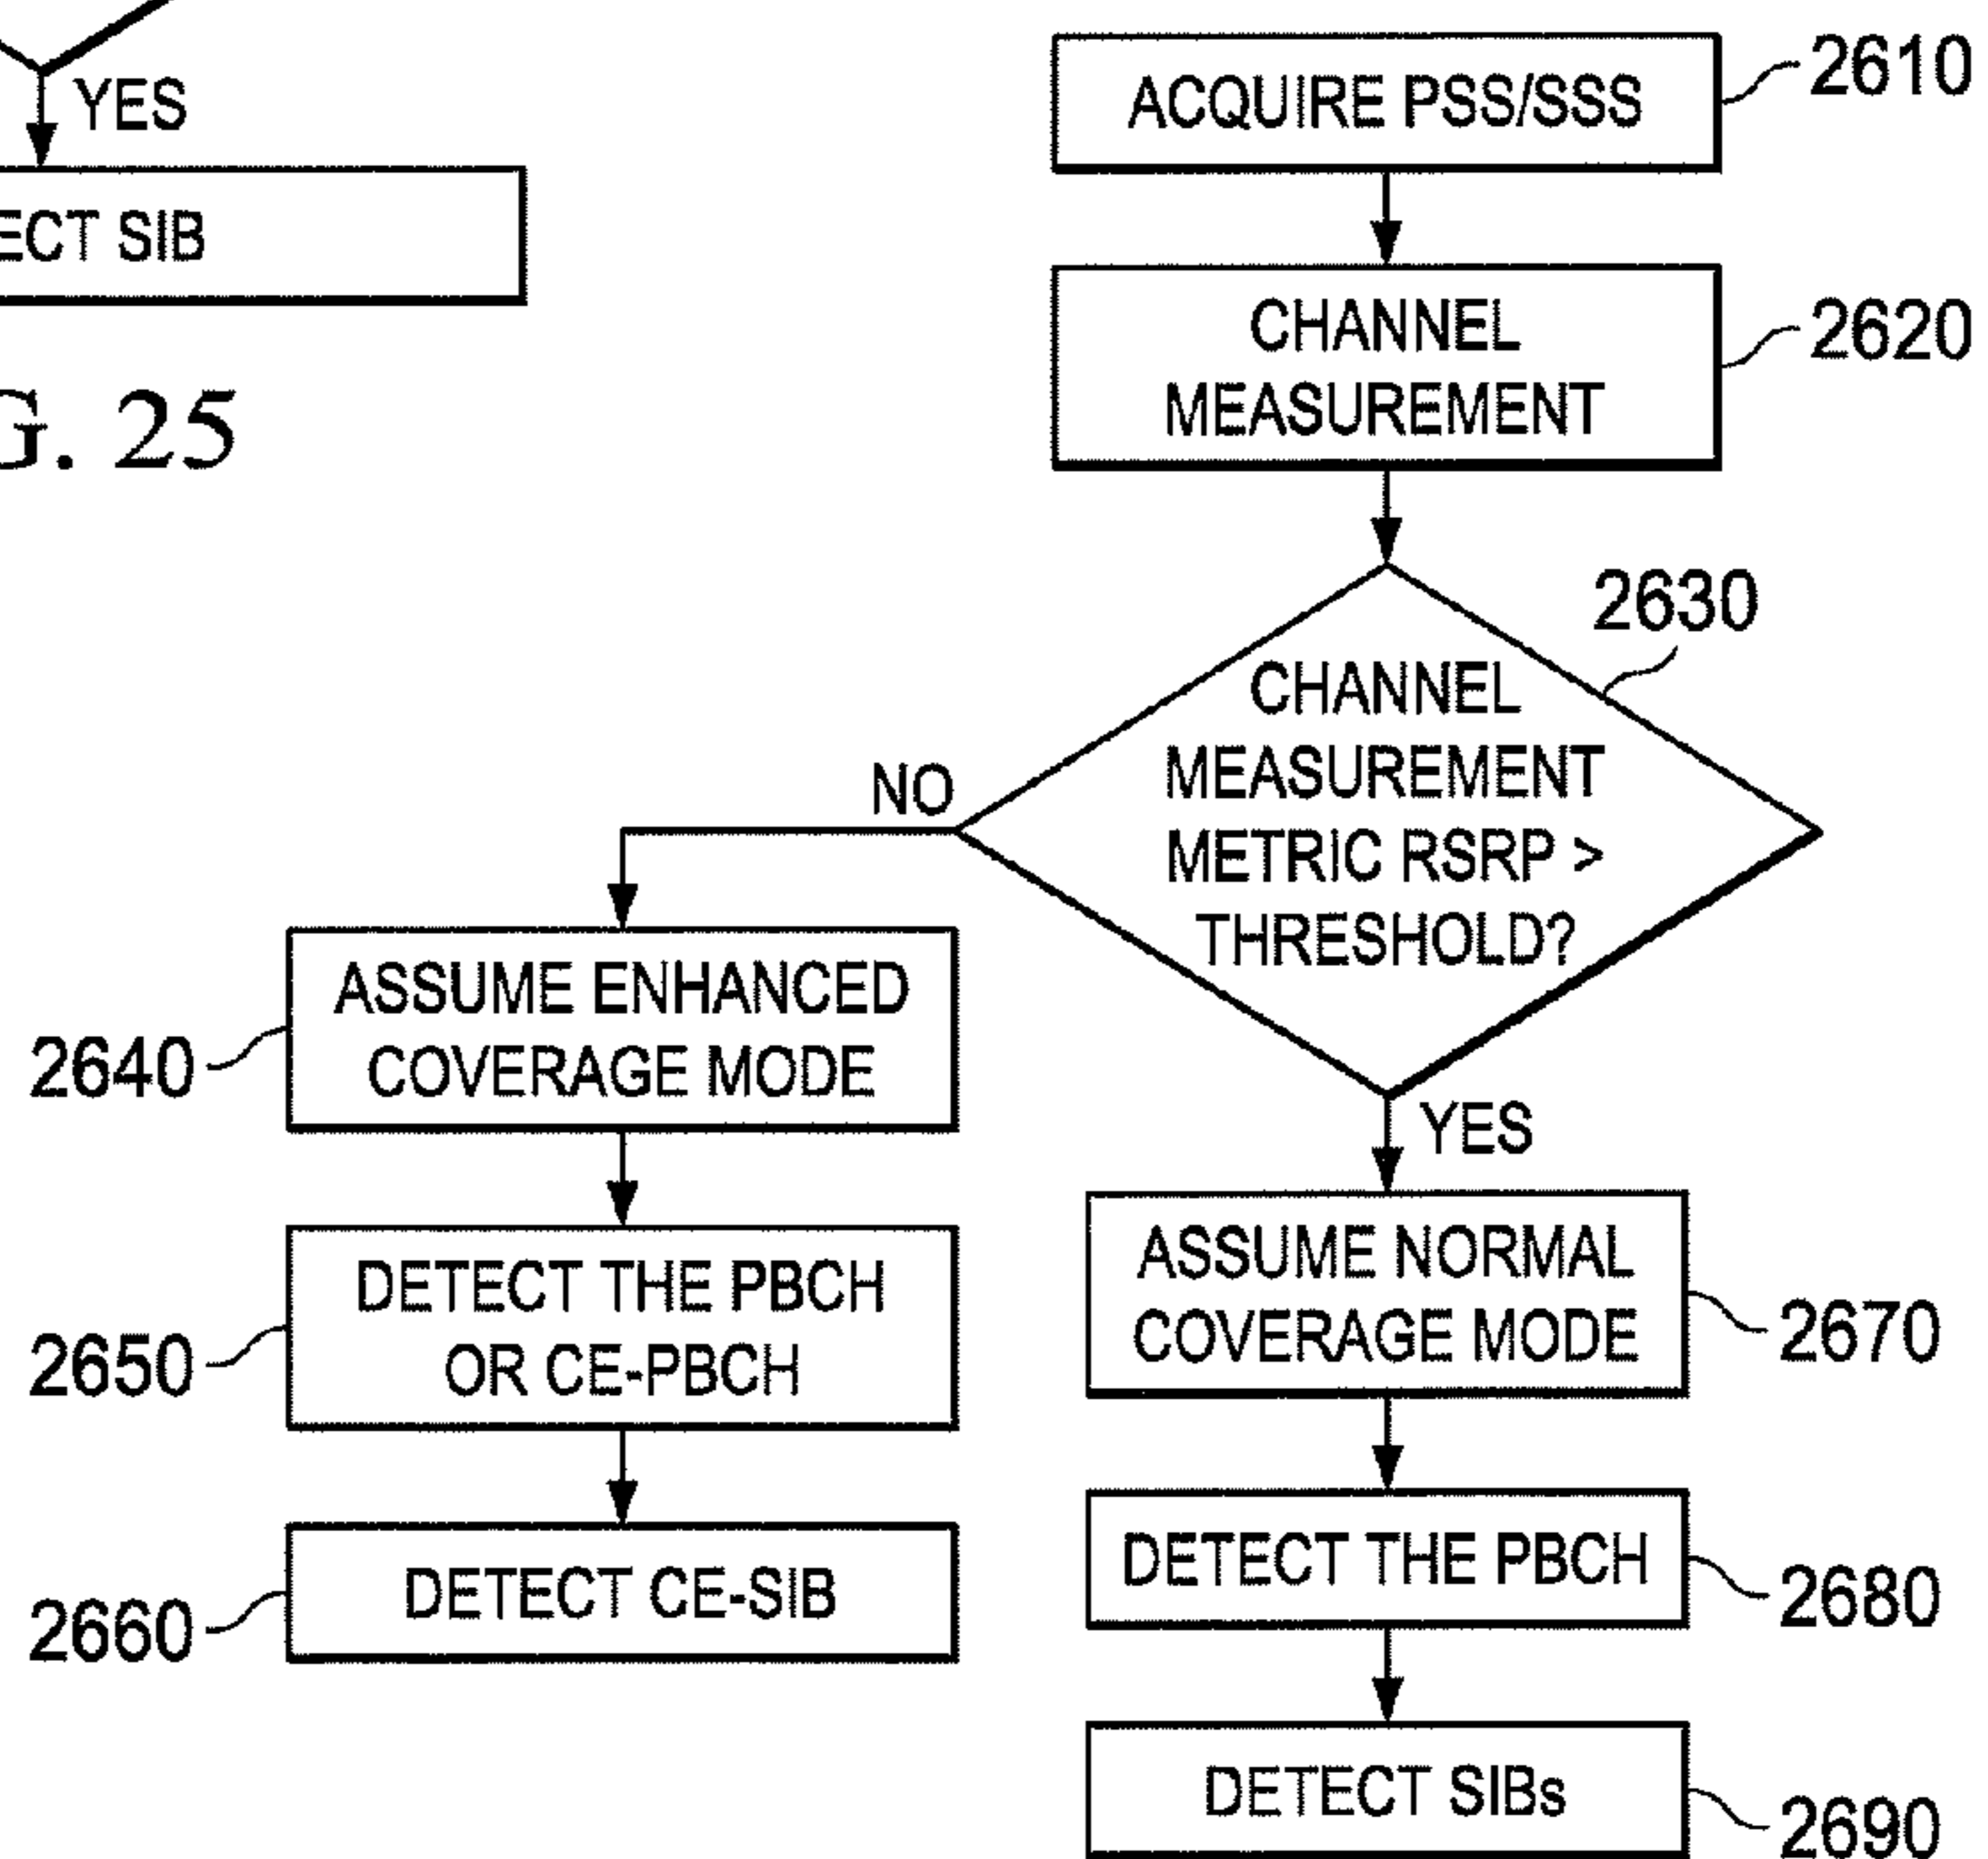 YES
ECT SIB
G. 25
ACQUIRE PSS/SSS
2610
CHANNEL
MEASUREMENT
2620
2630
CHANNEL
MEASUREMENT
METRIC RSRP >
THRESHOLD?
NO
ASSUME ENHANCED
COVERAGE MODE
2640
DETECT THE PBCH
OR CE-PBCH
2650
DETECT CE-SIB
2660
YES
ASSUME NORMAL
COVERAGE MODE
2670
DETECT THE PBCH
2680
DETECT SIBs
2690